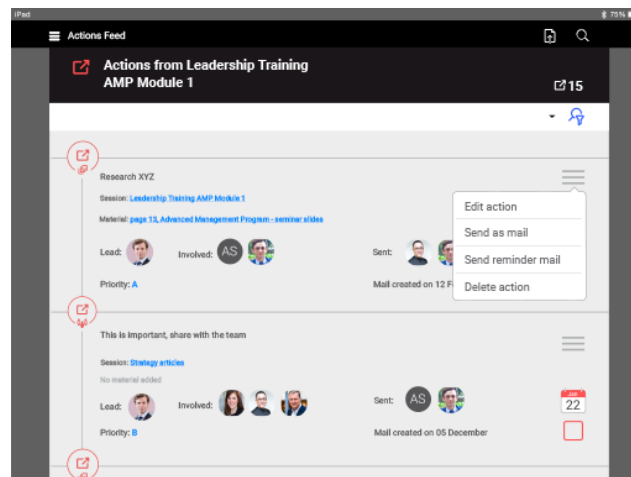 iPad
75%
Actions Feed
Actions from Leadership Training
AMP Module 1
15
Research XYZ
Session: Leadership Training AMP Module 1
Material: page 13, Advanced Management Program - seminar slides
Lead:
Involved:
AS
Sent:
Priority: A
Mail created on 12 F
Edit action
Send as mail
Send reminder mail
Delete action
This is important, share with the team
Session: Strategy articles
No material added
Lead:
Involved:
Sent:
AS
JAN
22
Priority: B
Mail created on 05 December